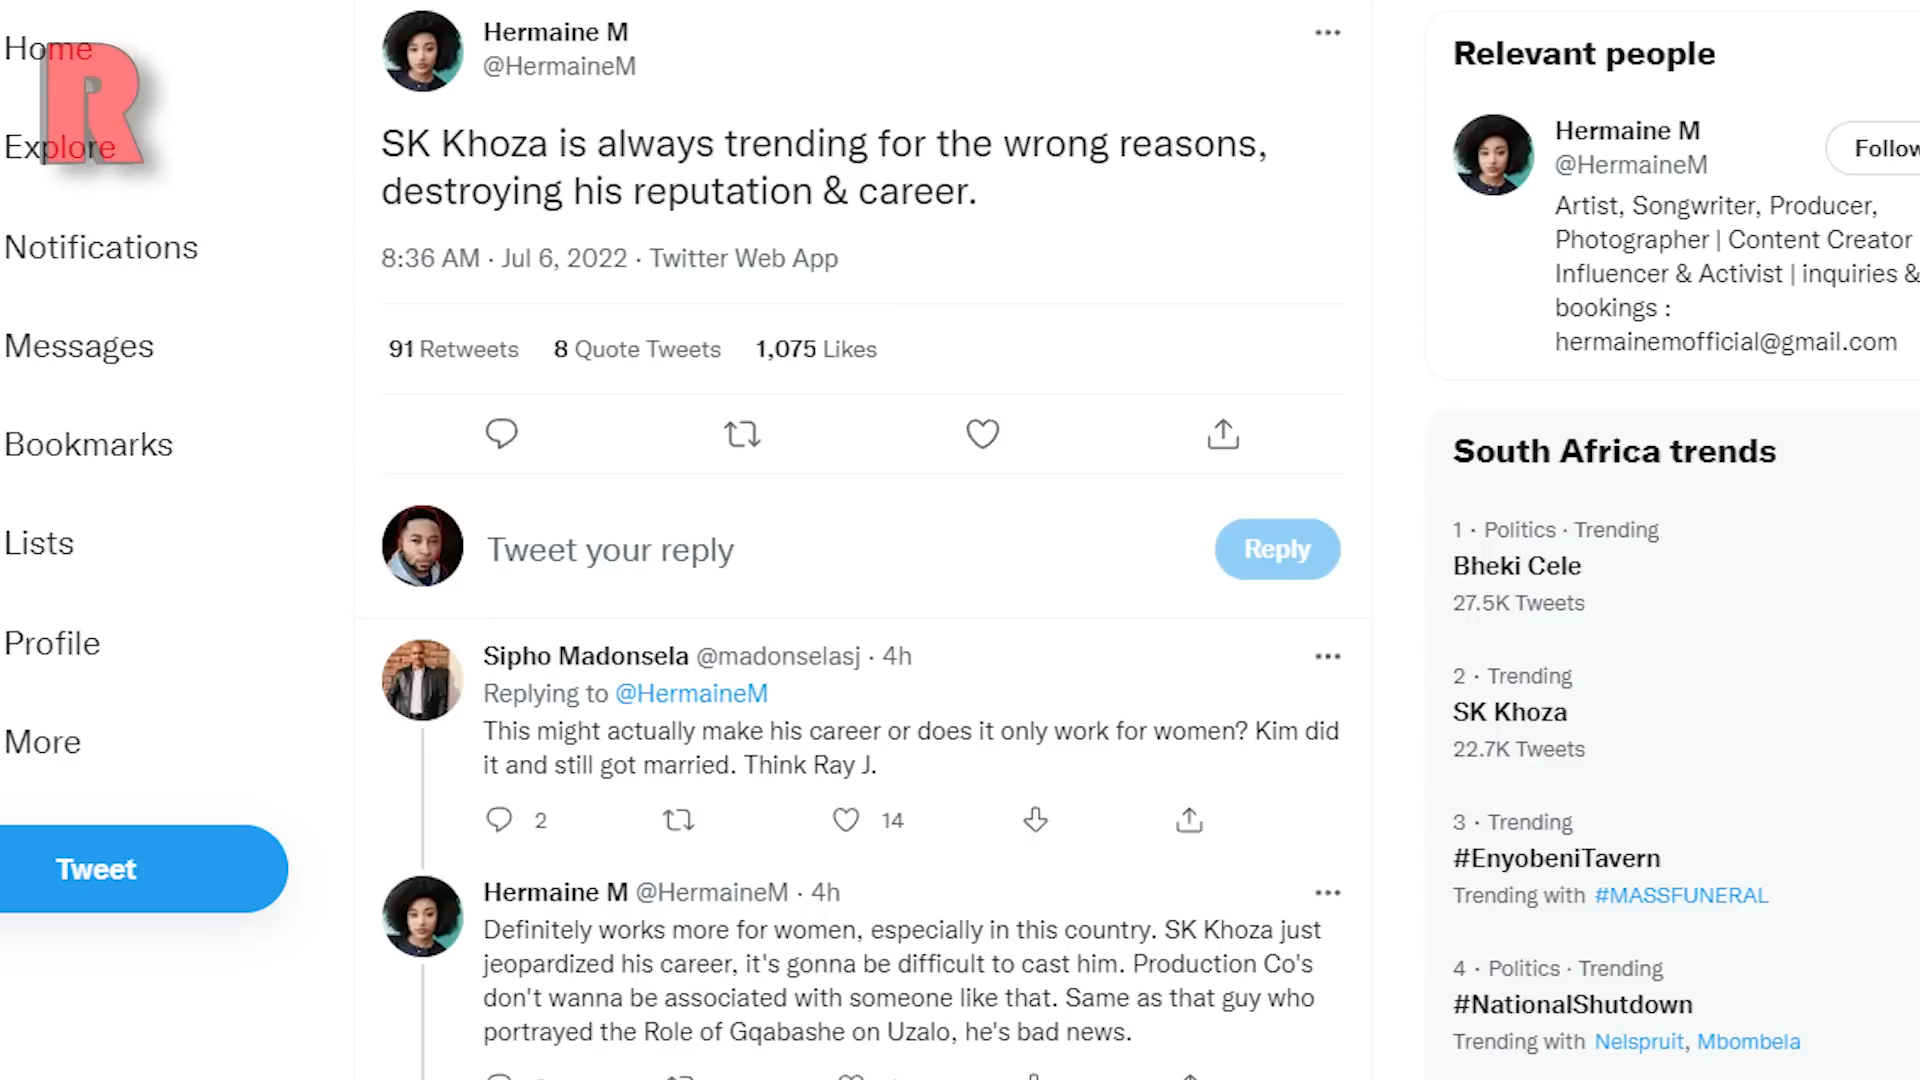 Home
R
Explore
Notifications
Messages
Bookmarks
Lists
Profile
More
Tweet
Hermaine M
@HermaineM
SK Khoza is always trending for the wrong reasons,
destroying his reputation & career.
8:36 AM · Jul 6, 2022 · Twitter Web App
91 Retweets 8 Quote Tweets 1,075 Likes
Tweet your reply
Reply
Sipho Madonsela @madonselasj · 4h
Replying to @HermaineM
This might actually make his career or does it only work for women? Kim did
it and still got married. Think Ray J.
2 14
Hermaine M @HermaineM · 4h
Definitely works more for women, especially in this country. SK Khoza just
jeopardized his career, it's gonna be difficult to cast him. Production Co's
don't wanna be associated with someone like that. Same as that guy who
portrayed the Role of Gqabashe on Uzalo, he's bad news.
Relevant people
Hermaine M
@HermaineM
Follow
Artist, Songwriter, Producer,
Photographer | Content Creator
Influencer & Activist | inquiries &
bookings :
hermainemofficial@gmail.com
South Africa trends
1 · Politics · Trending
Bheki Cele
27.5K Tweets
2 · Trending
SK Khoza
22.7K Tweets
3 · Trending
#EnyobeniTavern
Trending with #MASSFUNERAL
4 · Politics · Trending
#NationalShutdown
Trending with Nelspruit, Mbombela